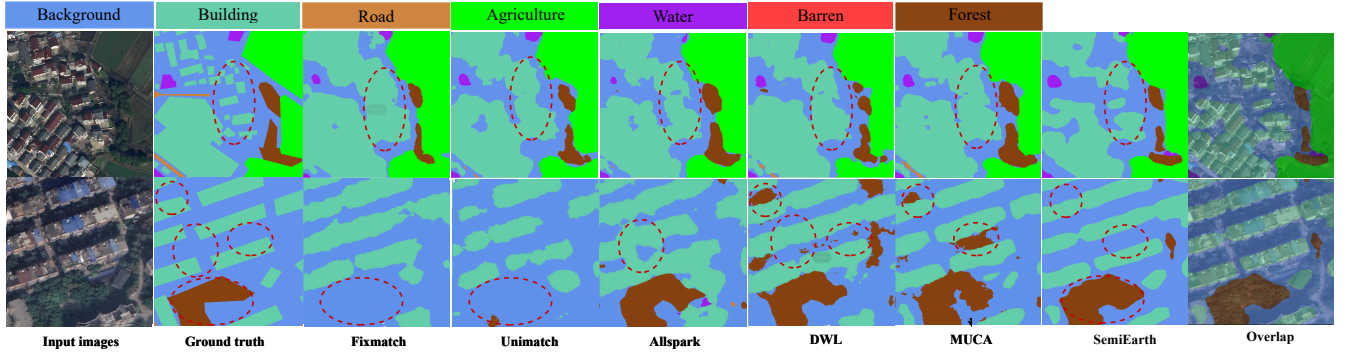 Background Building Road Agriculture Water Barren Forest
Input images Ground truth Fixmatch Unimatch Allspark DWL MUCA SemiEarth Overlap